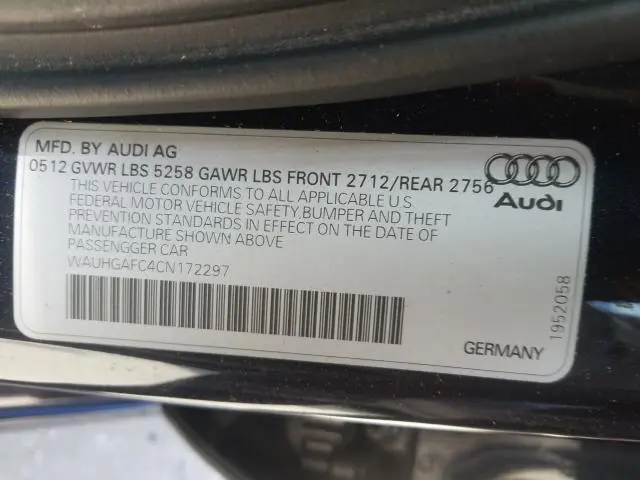 MFD. BY AUDI AG
0512 GVWR LBS 5258 GAWR LBS FRONT 2712/REAR 2756
THIS VEHICLE CONFORMS TO ALL APPLICABLE U.S
FEDERAL MOTOR VEHICLE SAFETY,BUMPER AND THEFT
PREVENTION STANDARDS IN EFFECT ON THE DATE OF
MANUFACTURE SHOWN ABOVE
PASSENGGER CAR
WAUHGAFC4CN172297
Audi
1952058
GERMANY